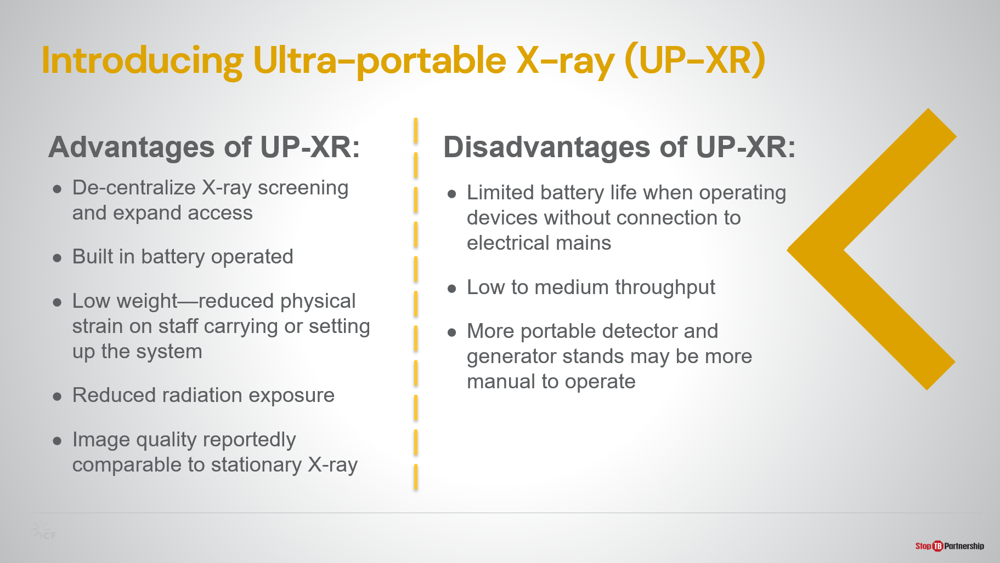 Introducing Ultra-portable X-ray (UP-XR)
Advantages of UP-XR:
● De-centralize X-ray screening
and expand access
● Built in battery operated
● Low weight—reduced physical
strain on staff carrying or setting
up the system
● Reduced radiation exposure
● Image quality reportedly
comparable to stationary X-ray
Disadvantages of UP-XR:
● Limited battery life when operating
devices without connection to
electrical mains
● Low to medium throughput
● More portable detector and
generator stands may be more
manual to operate
ICF
Stop TB Partnership